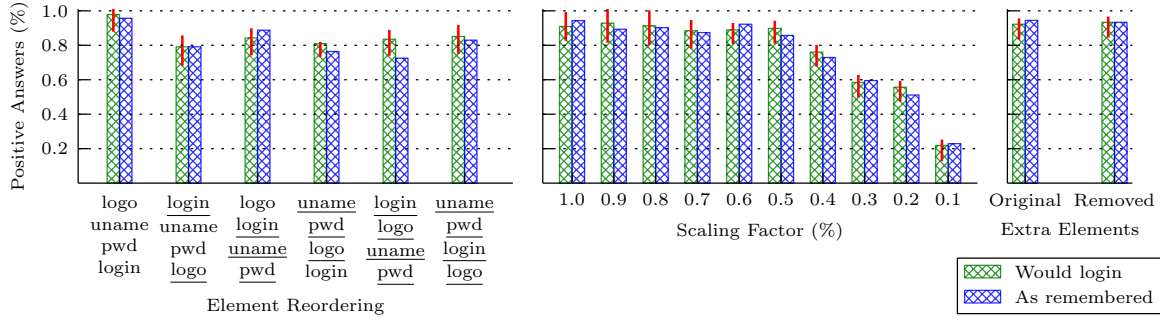 Positive Answers (%)
1.0
0.8
0.6
0.4
0.2
logo login logo uname login uname
uname uname login pwd logo pwd
pwd pwd uname logo uname login
login logo pwd login pwd logo
Element Reordering
1.0 0.9 0.8 0.7 0.6 0.5 0.4 0.3 0.2 0.1
Scaling Factor (%)
Original Removed
Extra Elements
Would login
As remembered